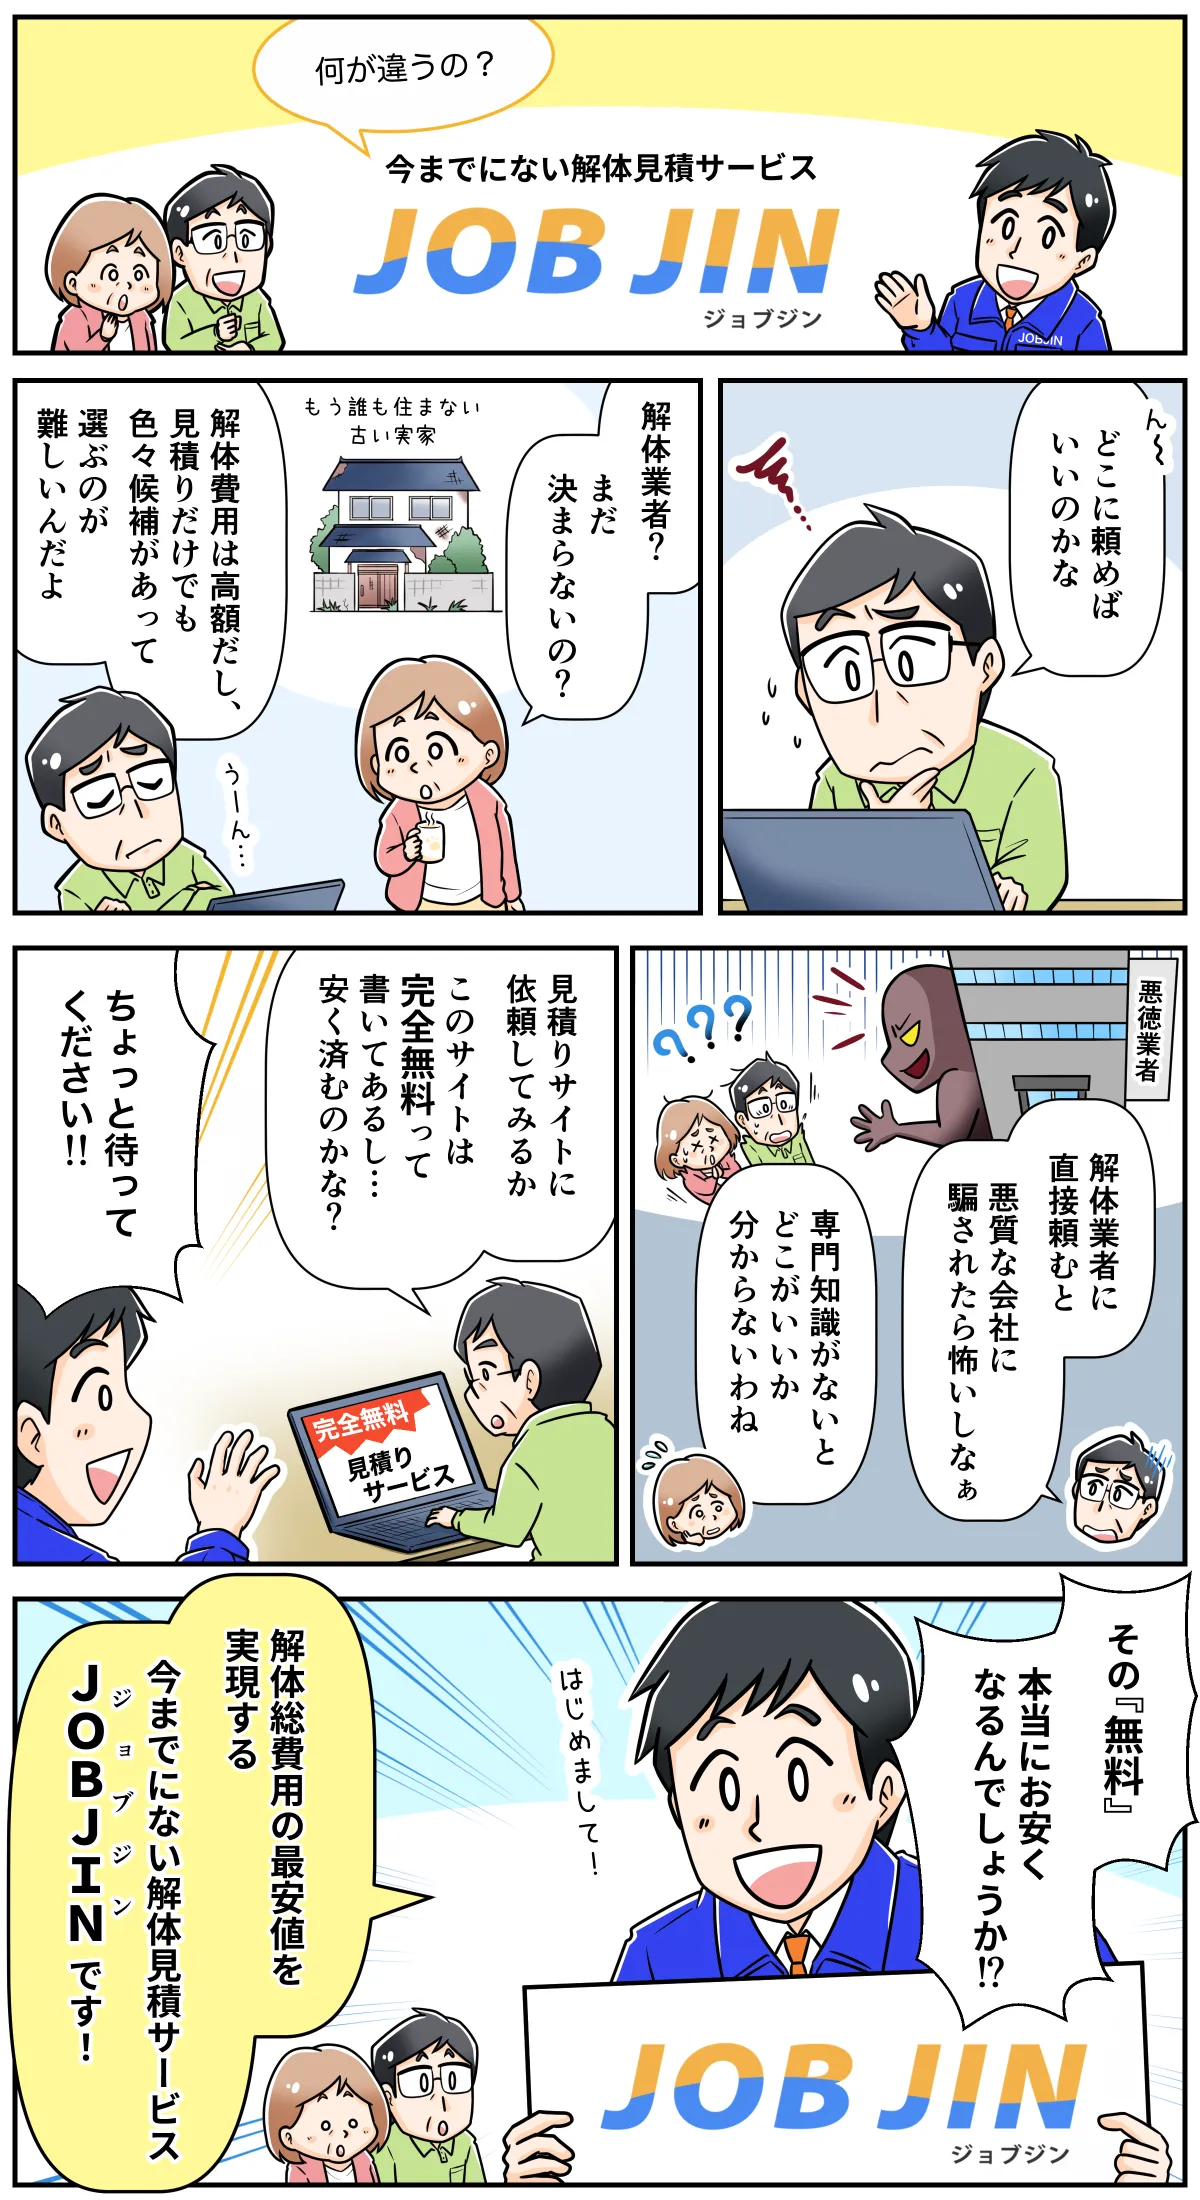 何が違うの？
今までにない解体見積サービス
JOB JIN
ジョブジン
JOBJIN
ん〜
どこに頼めば
いいのかな
解体業者？
まだ
決まらないの？
もう誰も住まない
古い実家
解体費用は高額だし、
見積りだけでも
色々候補があって
選ぶのが
難しいんだよ
うーん…
悪徳業者
???
解体業者に
直接頼むと
悪質な会社に
騙されたら怖いしなぁ
専門知識がないと
どこがいいか
分からないわね
見積りサイトに
依頼してみるか
このサイトは
完全無料って
書いてあるし…
安く済むのかな？
完全無料
見積り
サービス
ちょっと待って
ください!!
その『無料』
本当にお安く
なるんでしょうか!?
はじめまして！
解体総費用の最安値を
実現する
今までにない解体見積サービス
JOBJINです！
ジョブジン
JOB JIN
ジョブジン